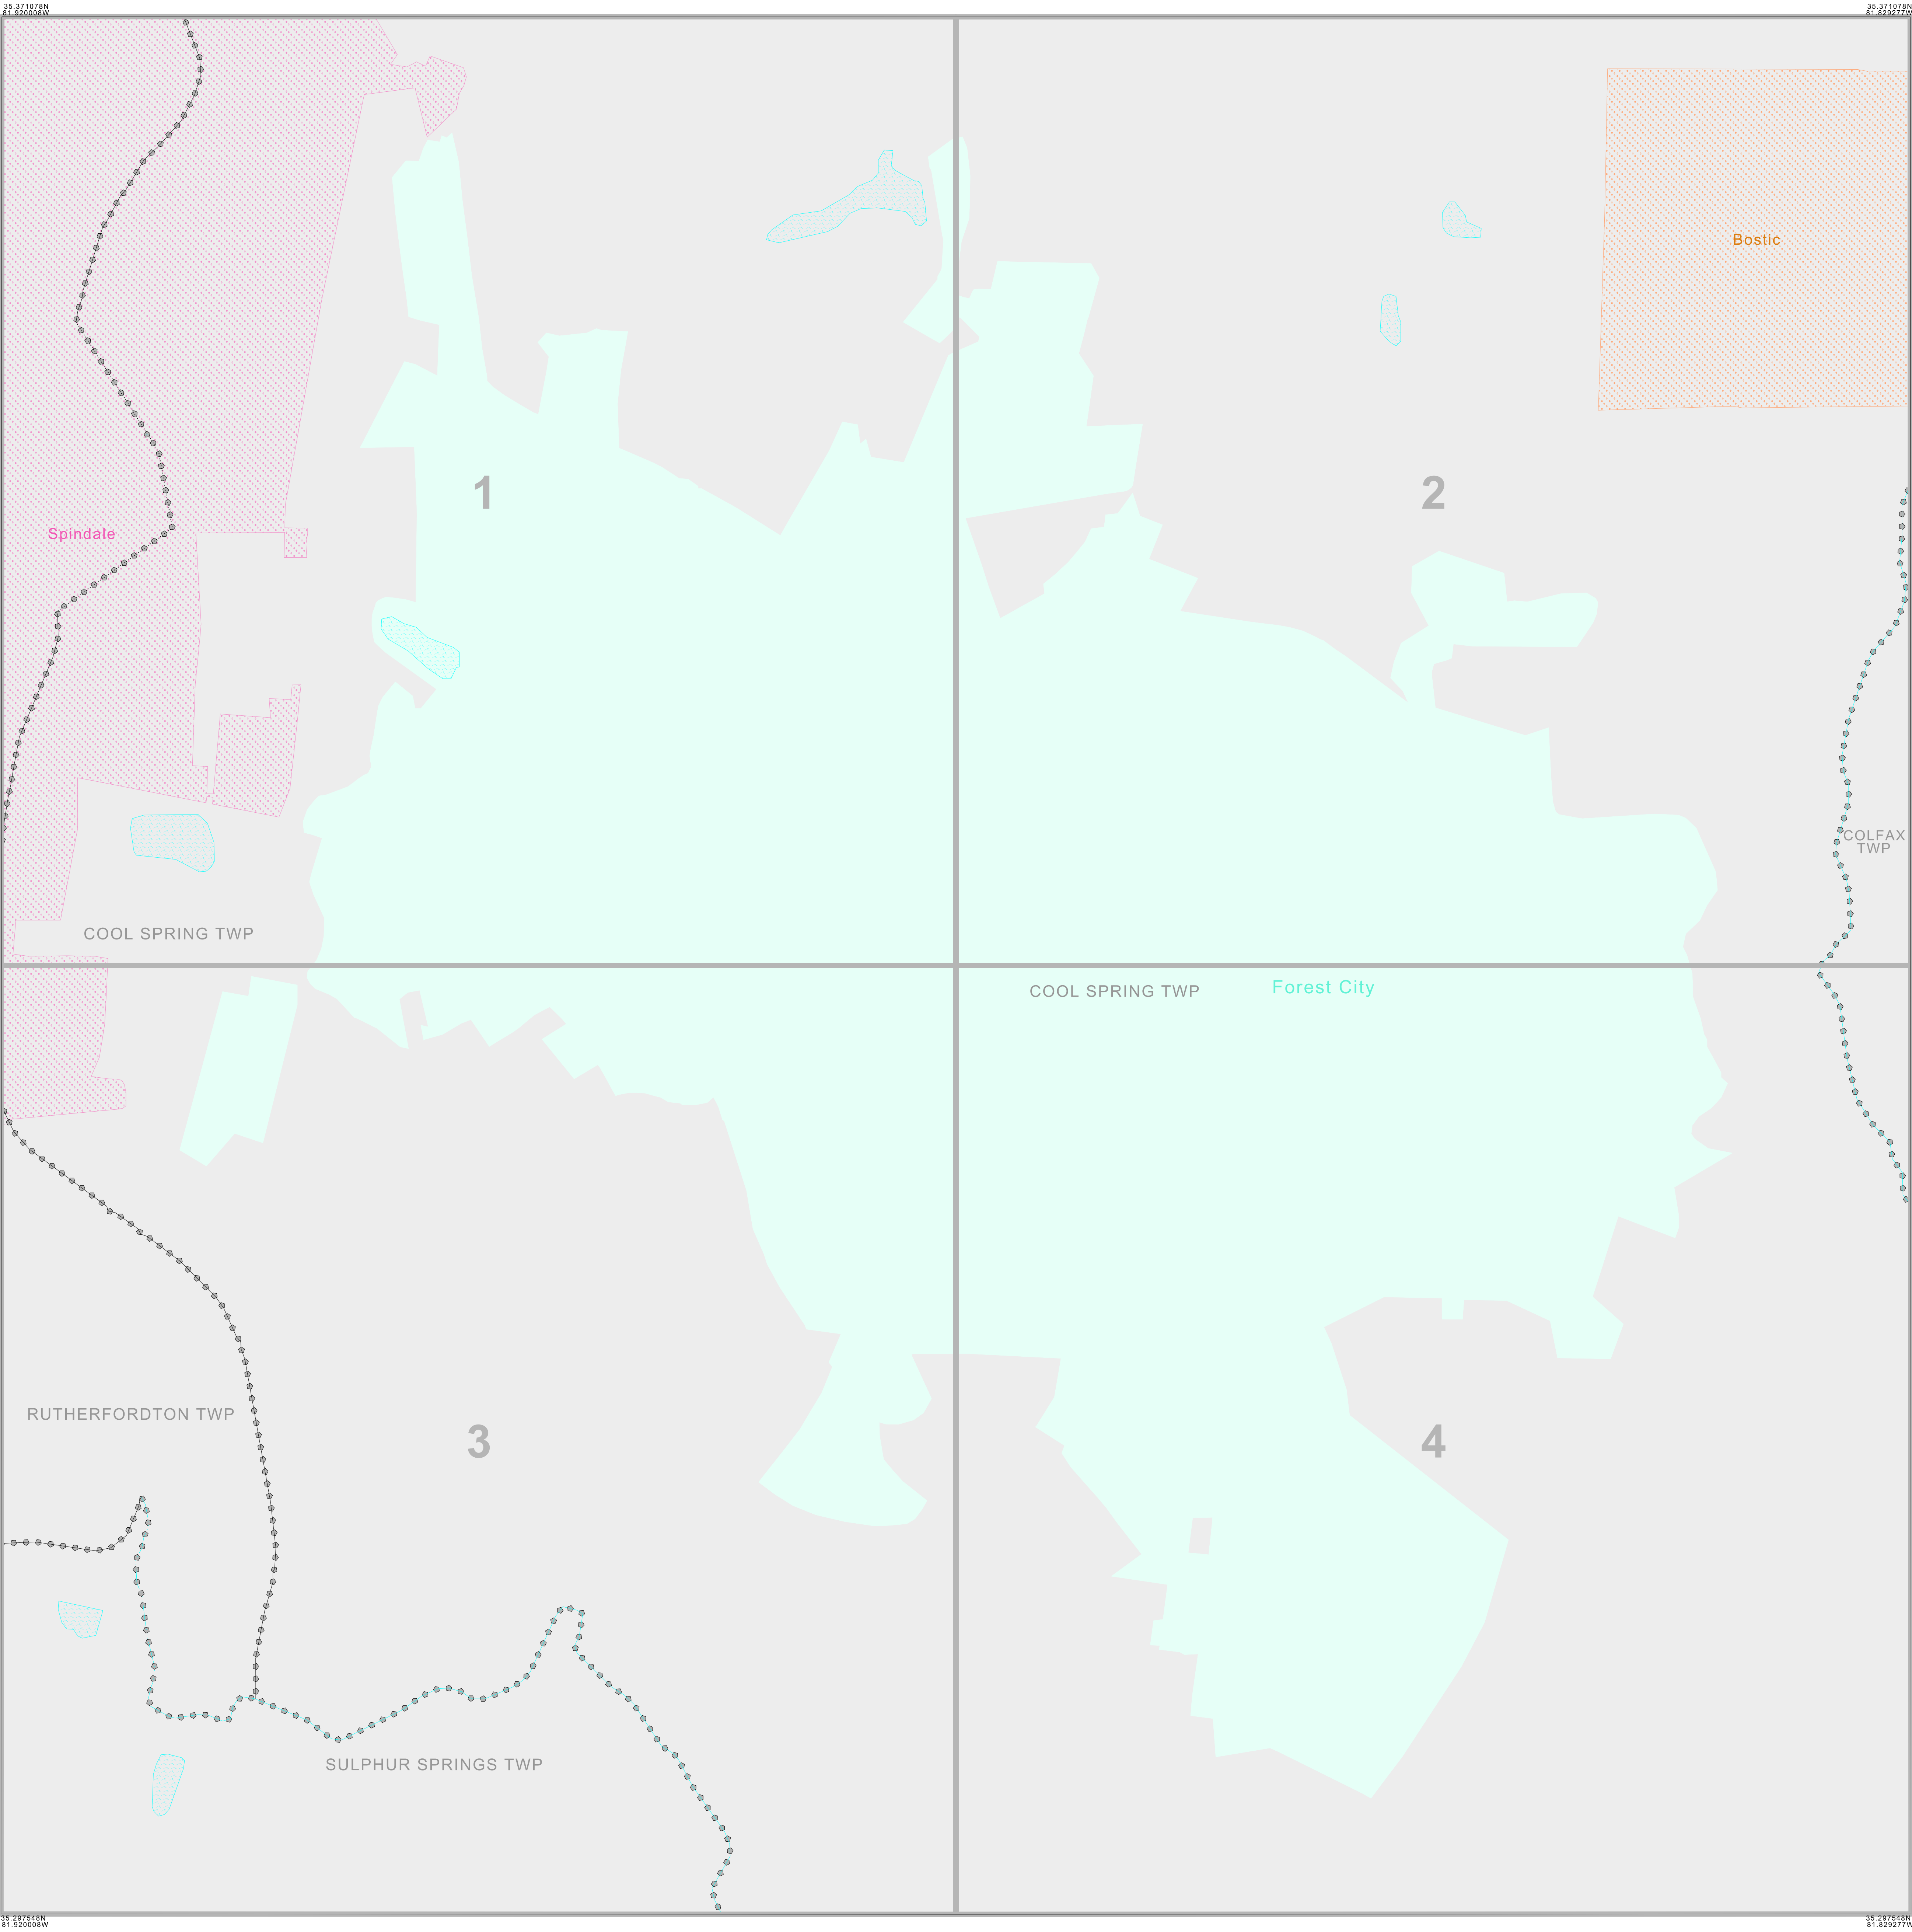 35.371078N
81.920008W
35.371078N
81.829277W
Bostic
1
2
Spindale
COLFAX
TWP
COOL SPRING TWP
COOL SPRING TWP
Forest City
RUTHERFORDTON TWP
3
4
SULPHUR SPRINGS TWP
35.297548N
81.920008W
35.297548N
81.829277W